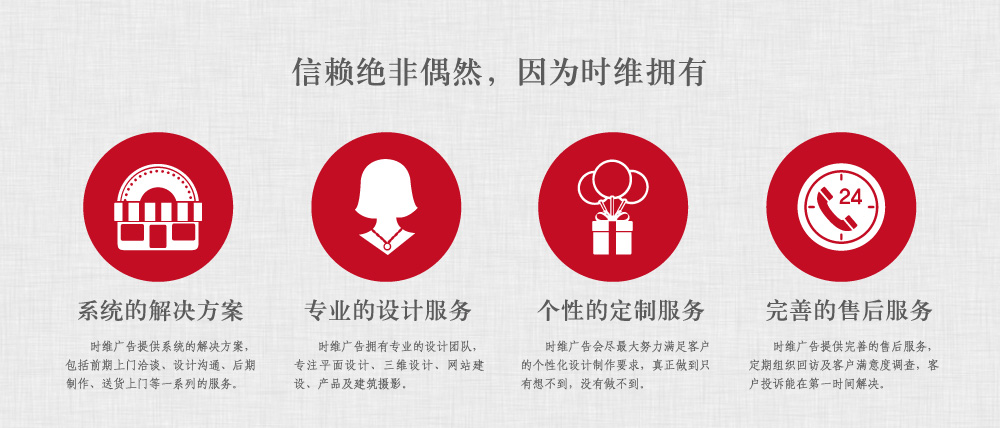 信赖绝非偶然，因为时维拥有
24
系统的解决方案
时维广告提供系统的解决方案，
包括前期上门洽谈、设计沟通、后期
制作、送货上门等一系列的服务。
专业的设计服务
时维广告拥有专业的设计团队，
专注平面设计、三维设计、网站建
设、产品及建筑摄影。
个性的定制服务
时维广告会尽最大努力满足客户
的个性化设计制作要求，真正做到只
有想不到，没有做不到。
完善的售后服务
时维广告提供完善的售后服务，
定期组织回访及客户满意度调查，客
户投诉能在第一时间解决。